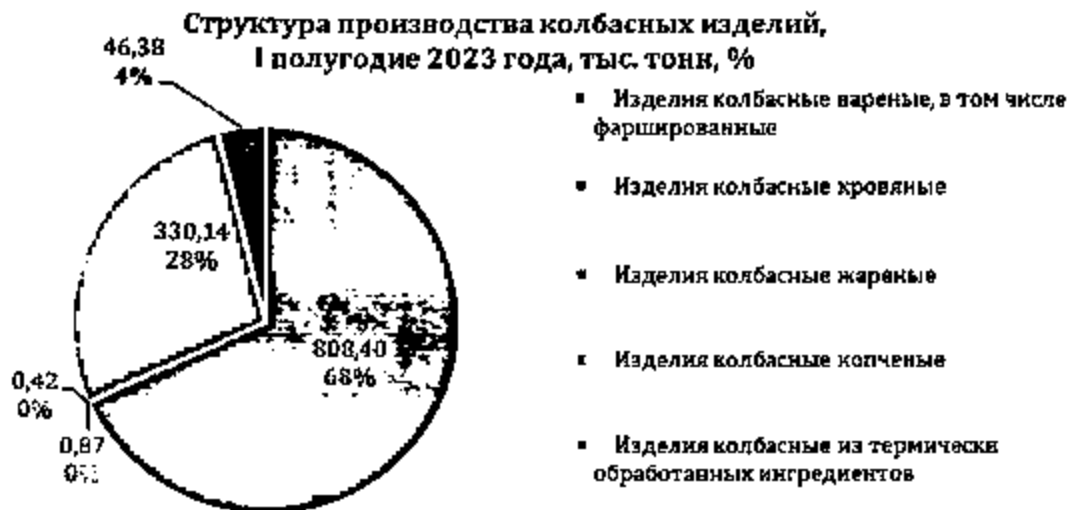 Структура производства колбасных изделий,
I полугодие 2023 года, тыс. тонн, %
46,38
4%
330,14
28%
808,40
68%
0,42
0%
0,87
0%
Изделия колбасные вареные, в том числе
фаршированные
Изделия колбасные кровяные
Изделия колбасные жареные
Изделия колбасные копченые
Изделия колбасные из термически
обработанных ингредиентов